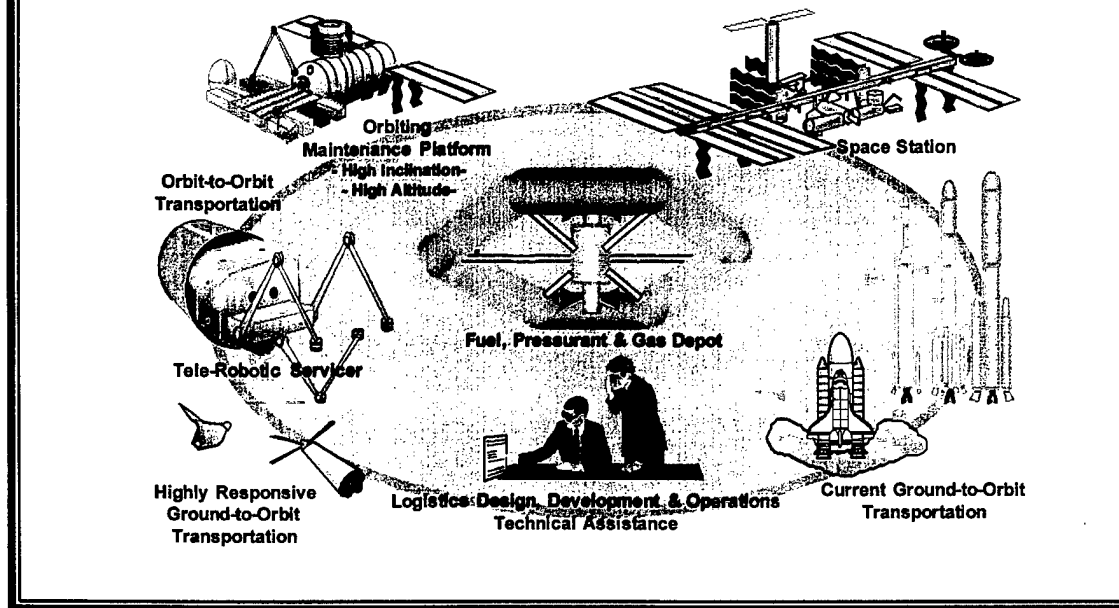 Orbiting
Maintenance Platform
- High Inclination-
- High Altitude-
Space Station
Orbit-to-Orbit
Transportation
Fuel, Pressurant & Gas Depot
Tele-Robotic Servicer
Highly Responsive
Ground-to-Orbit
Transportation
Logistics Design, Development & Operations
Technical Assistance
Current Ground-to-Orbit
Transportation